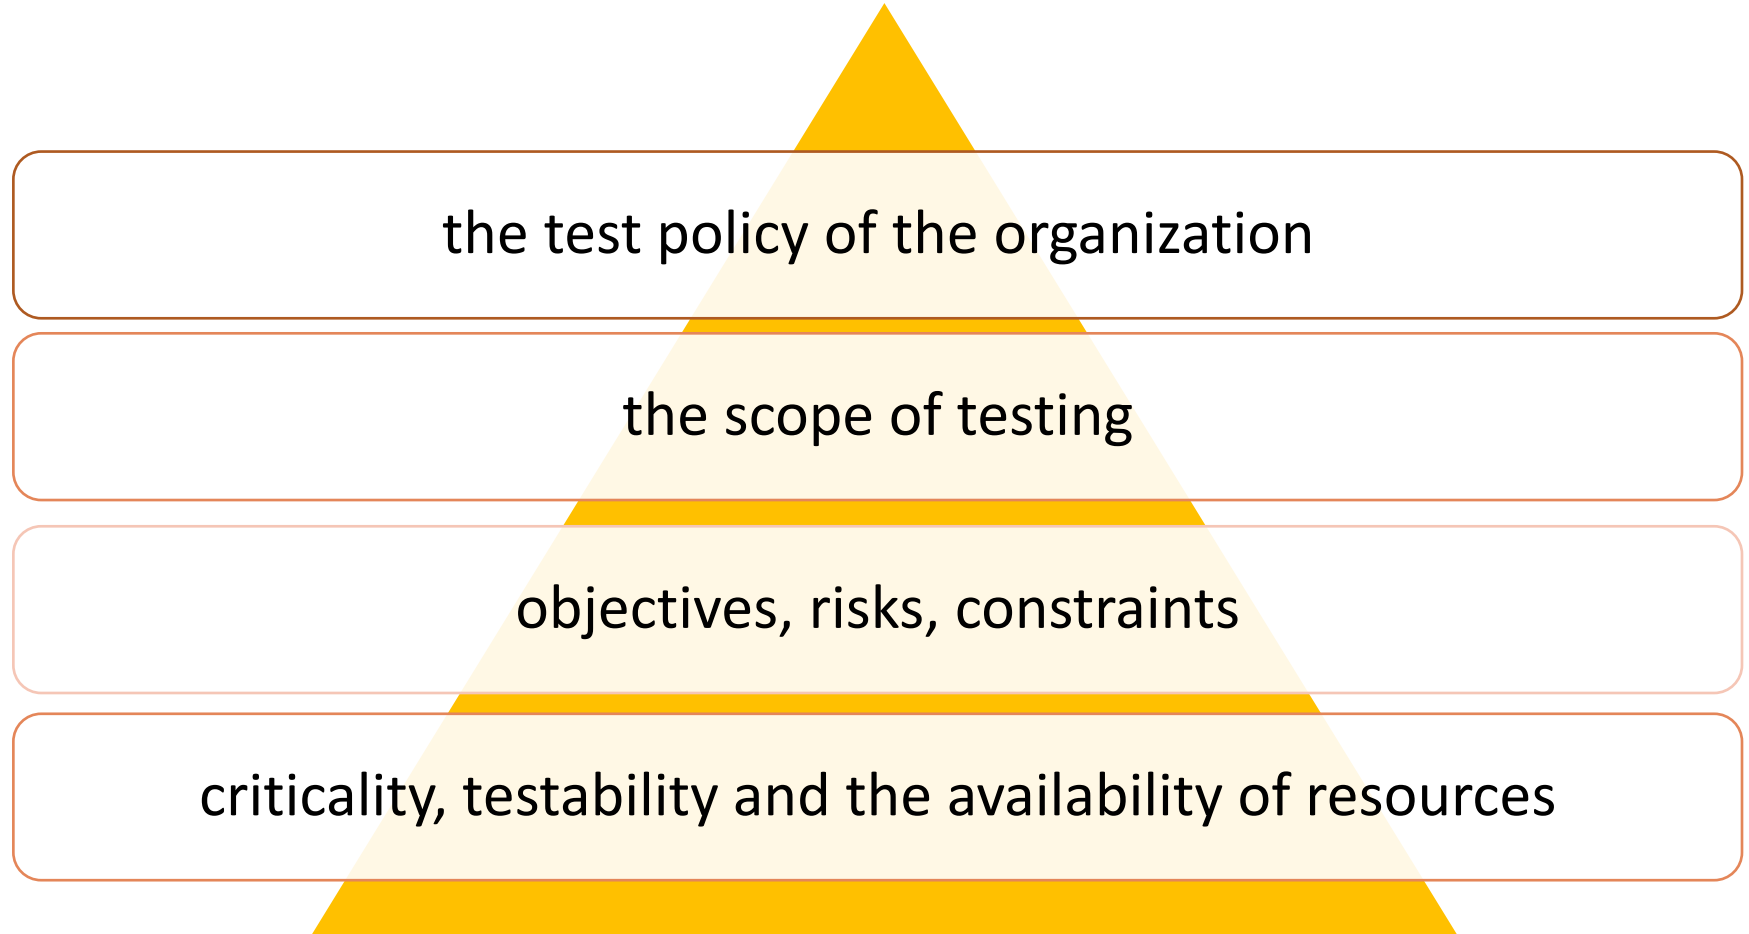 the test policy of the organization
the scope of testing
objectives, risks, constraints
criticality, testability and the availability of resources